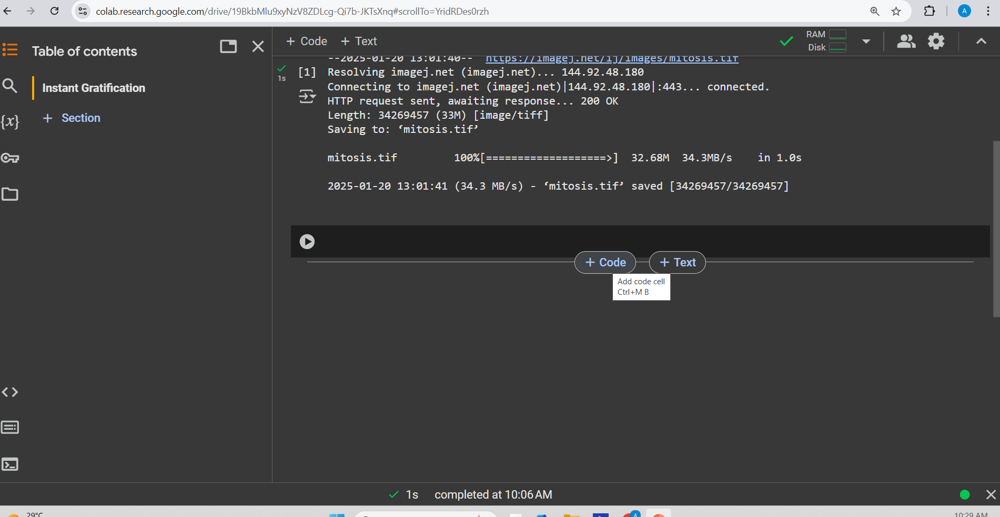 colab.research.google.com/drive/19BkbMlu9xyNzV8ZDLcg-Qi7b-JKTsXnq#scrollTo=YridRDes0rzh
A
Table of contents
Instant Gratification
+ Section
{x}
+ Code + Text
RAM
Disk
--2025-01-20 13:01:40-- https://imagej.net/ij/images/mitosis.tif
1s
[1] Resolving imagej.net (imagej.net)... 144.92.48.180
Connecting to imagej.net (imagej.net)|144.92.48.180|:443... connected.
HTTP request sent, awaiting response... 200 OK
Length: 34269457 (33M) [image/tiff]
Saving to: ‘mitosis.tif’
mitosis.tif 100%[===================>] 32.68M 34.3MB/s in 1.0s
2025-01-20 13:01:41 (34.3 MB/s) - ‘mitosis.tif’ saved [34269457/34269457]
+ Code + Text
Add code cell
Ctrl+M B
1s completed at 10:06 AM
29°C
A
10:29 AM